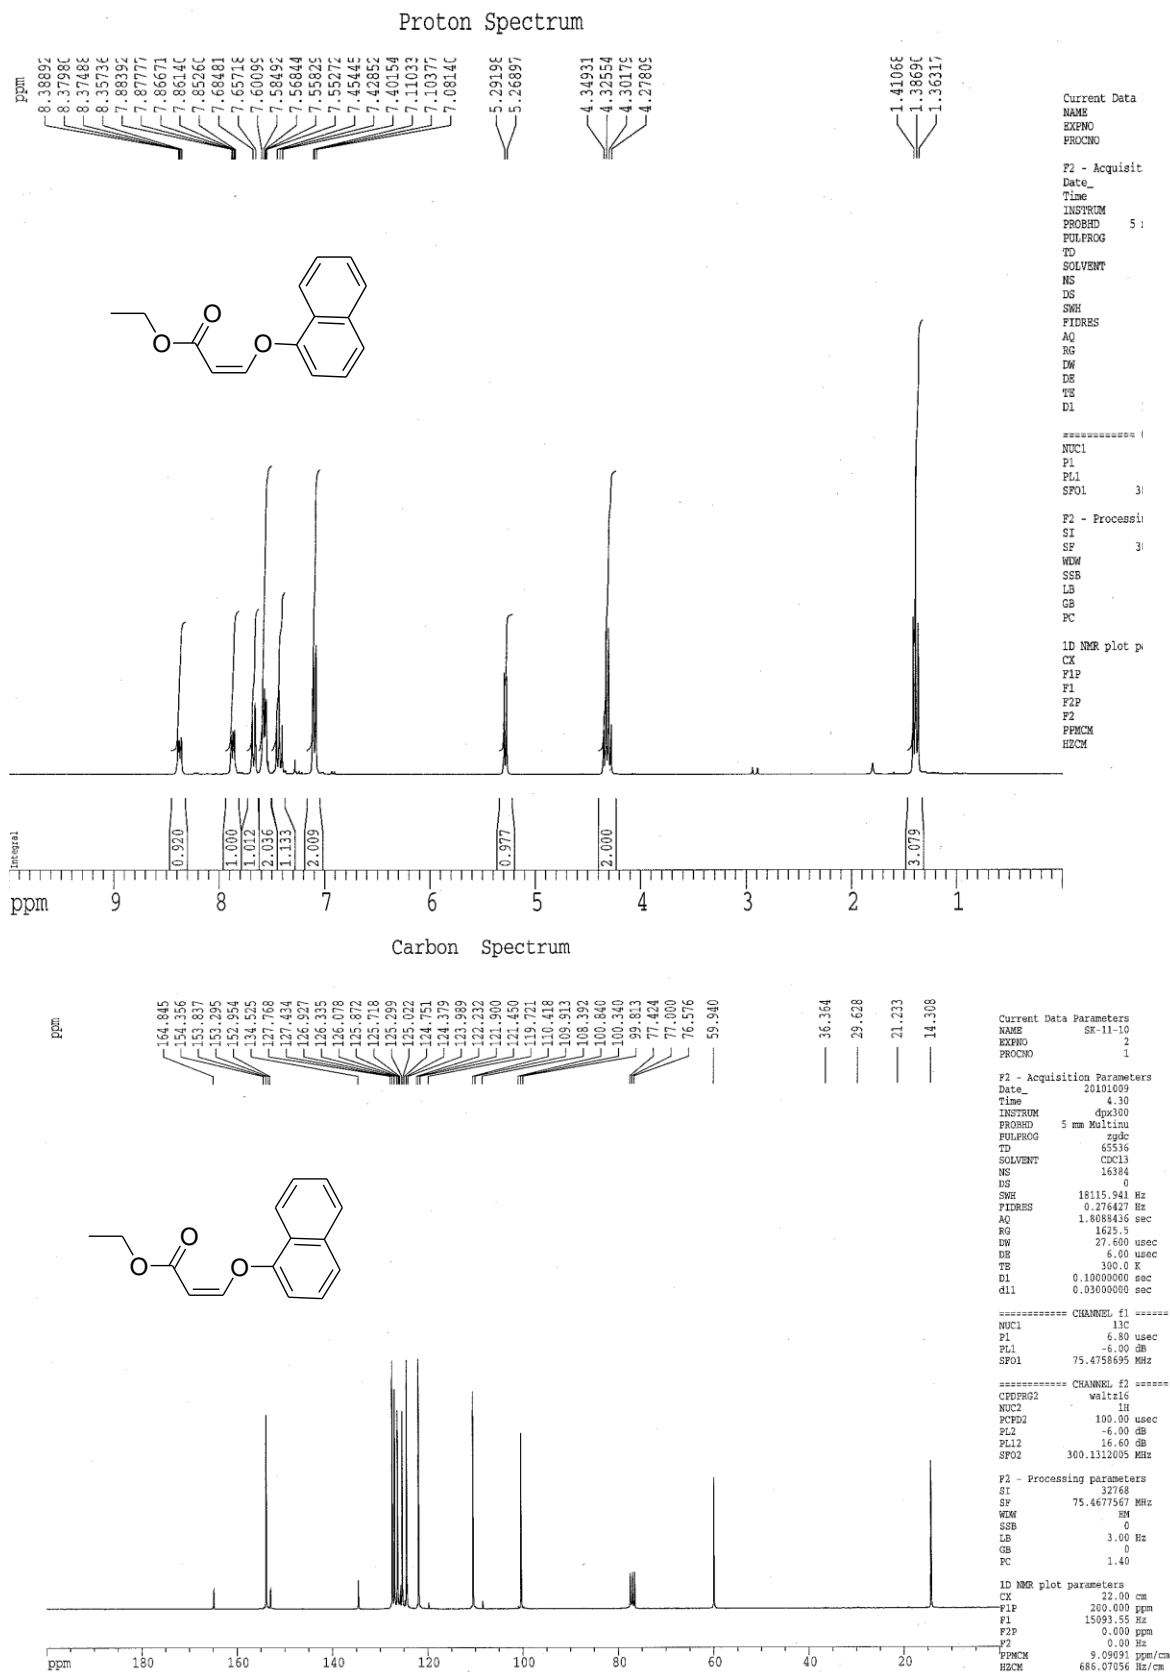 Proton Spectrum
ppm
8.38892
8.3798
8.3748
8.3573
7.88392
7.87777
7.86671
7.8614
7.8526
7.68481
7.65718
7.60099
7.58492
7.56844
7.55829
7.55272
7.45445
7.42852
7.40154
7.11033
7.10377
7.0814
5.29198
5.26897
4.34931
4.32554
4.30179
4.27809
1.41068
1.3869
1.36317
Current Data
NAME
EXPNO
PROCNO
F2 - Acquisit
Date_
Time
INSTRUM
PROBHD 5
PULPROG
TD
SOLVENT
NS
DS
SWH
FIDRES
AQ
RG
DW
DE
TE
D1
============
NUC1
P1
PL1
SFO1 3
F2 - Processi
SI
SF 3
WDW
SSB
LB
GB
PC
1D NMR plot p
CX
F1P
F1
F2P
F2
PPMCM
HZCM
O
O
O
Integral
0.920
1.000
1.012
2.036
1.133
2.009
0.977
2.000
3.079
ppm 9 8 7 6 5 4 3 2 1
Carbon Spectrum
ppm
164.845
154.356
153.837
153.295
152.954
134.525
127.768
127.434
126.927
126.335
126.078
125.872
125.718
125.299
125.022
124.751
124.379
123.989
122.232
121.900
121.450
119.721
110.418
109.913
108.392
100.840
100.340
99.813
77.424
77.000
76.576
59.940
36.364
29.628
21.233
14.308
Current Data Parameters
NAME SK-11-10
EXPNO 2
PROCNO 1
F2 - Acquisition Parameters
Date_ 20101009
Time 4.30
INSTRUM dpx300
PROBHD 5 mm Multinu
PULPROG zgdc
TD 65536
SOLVENT CDCl3
NS 16384
DS 0
SWH 18115.941 Hz
FIDRES 0.276427 Hz
AQ 1.8088436 sec
RG 1625.5
DW 27.600 usec
DE 6.00 usec
TE 300.0 K
D1 0.10000000 sec
d11 0.03000000 sec
============ CHANNEL f1 ======
NUC1 13C
P1 6.80 usec
PL1 -6.00 dB
SFO1 75.4758695 MHz
============ CHANNEL f2 ======
CPDPRG2 waltz16
NUC2 1H
PCPD2 100.00 usec
PL2 -6.00 dB
PL12 16.60 dB
SFO2 300.1312005 MHz
F2 - Processing parameters
SI 32768
SF 75.4677567 MHz
WDW EM
SSB 0
LB 3.00 Hz
GB 0
PC 1.40
1D NMR plot parameters
CX 22.00 cm
F1P 200.000 ppm
F1 15093.55 Hz
F2P 0.000 ppm
F2 0.00 Hz
PPMCM 9.09091 ppm/cm
HZCM 686.07056 Hz/cm
O
O
O
ppm 180 160 140 120 100 80 60 40 20